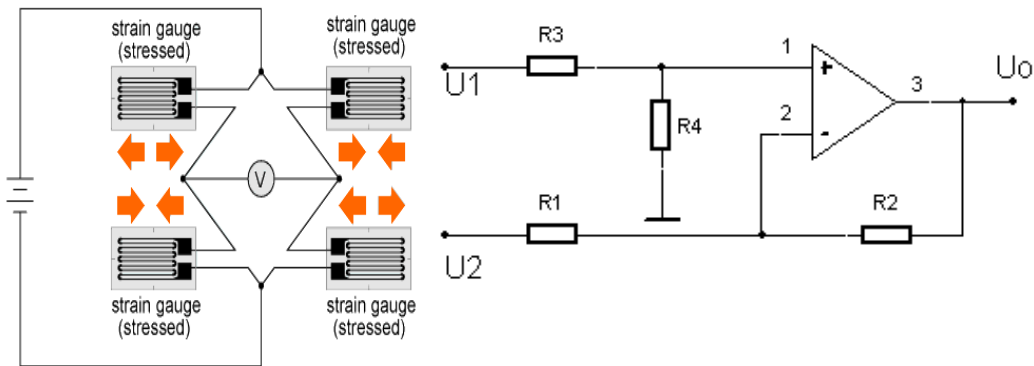 strain gauge
(stressed)
strain gauge
(stressed)
V
strain gauge
(stressed)
strain gauge
(stressed)
R3
1
U1
+
3
Uo
R4
2
-
R1
R2
U2